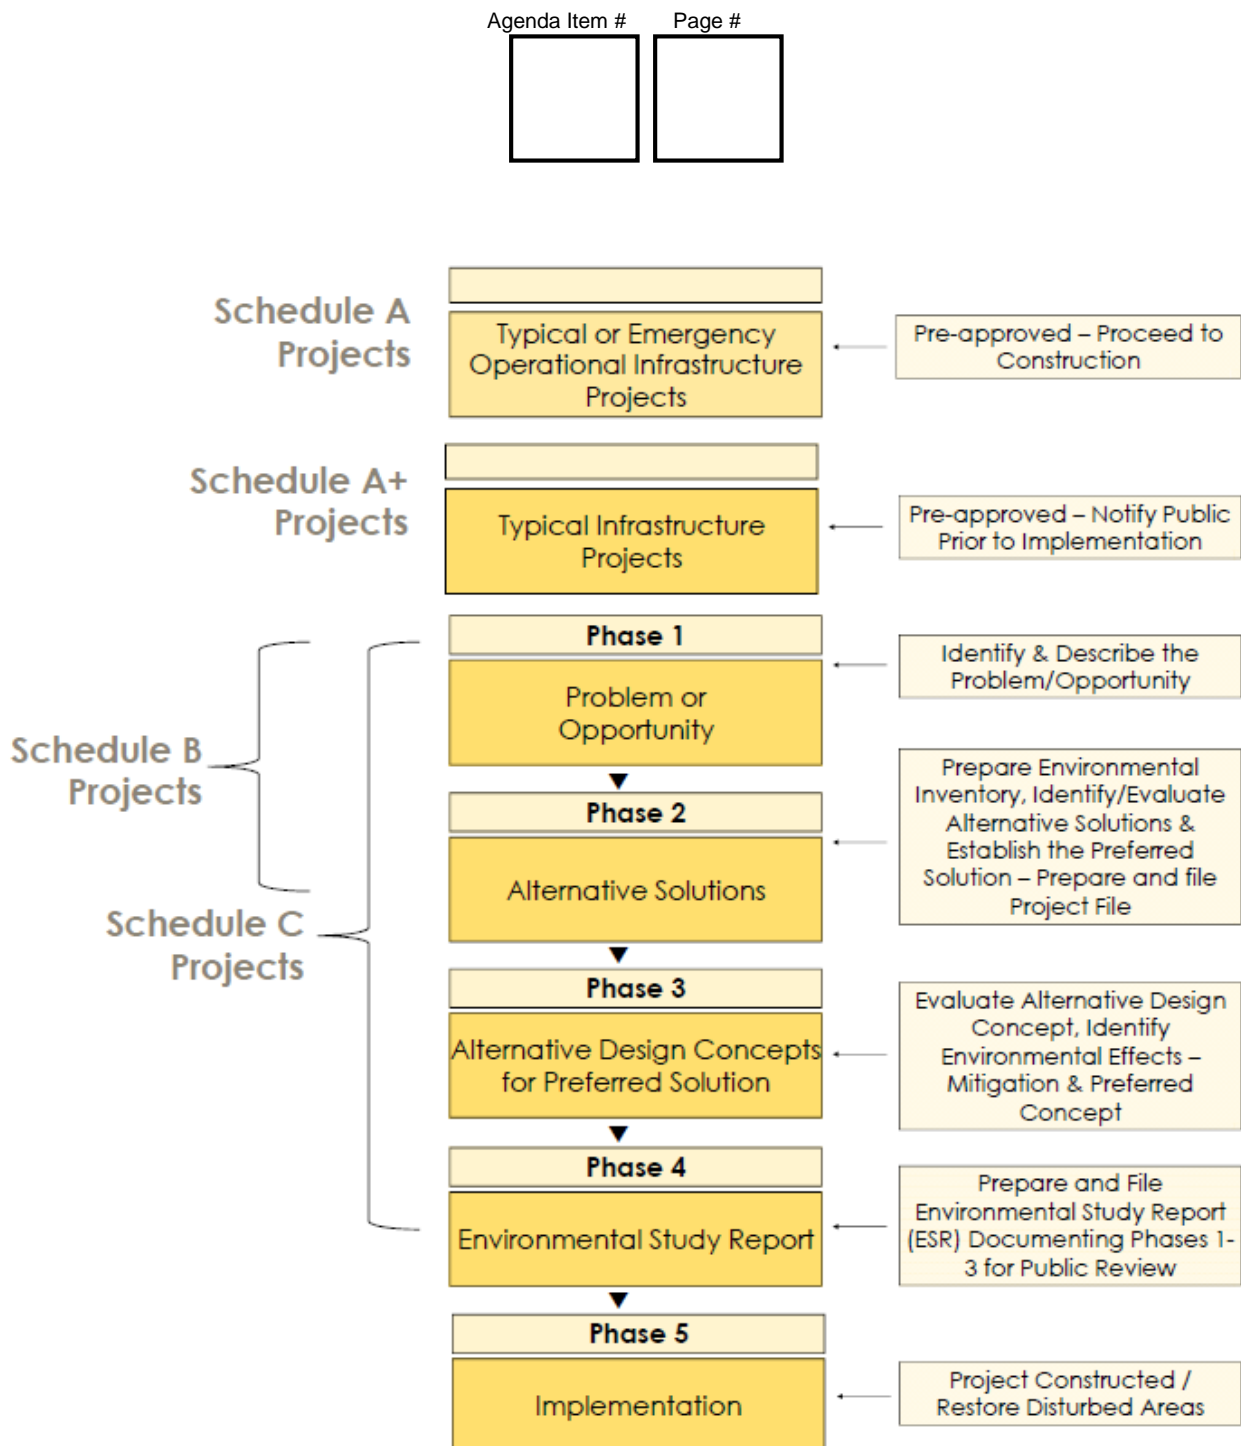 Agenda Item # Page #
Schedule A
Projects
Typical or Emergency
Operational Infrastructure
Projects
Pre-approved – Proceed to
Construction
Schedule A+
Projects
Typical Infrastructure
Projects
Pre-approved – Notify Public
Prior to Implementation
Schedule B
Projects
Schedule C
Projects
Phase 1
Problem or
Opportunity
Identify & Describe the
Problem/Opportunity
Phase 2
Alternative Solutions
Prepare Environmental
Inventory, Identify/Evaluate
Alternative Solutions &
Establish the Preferred
Solution – Prepare and file
Project File
Phase 3
Alternative Design Concepts
for Preferred Solution
Evaluate Alternative Design
Concept, Identify
Environmental Effects –
Mitigation & Preferred
Concept
Phase 4
Environmental Study Report
Prepare and File
Environmental Study Report
(ESR) Documenting Phases 1-
3 for Public Review
Phase 5
Implementation
Project Constructed /
Restore Disturbed Areas